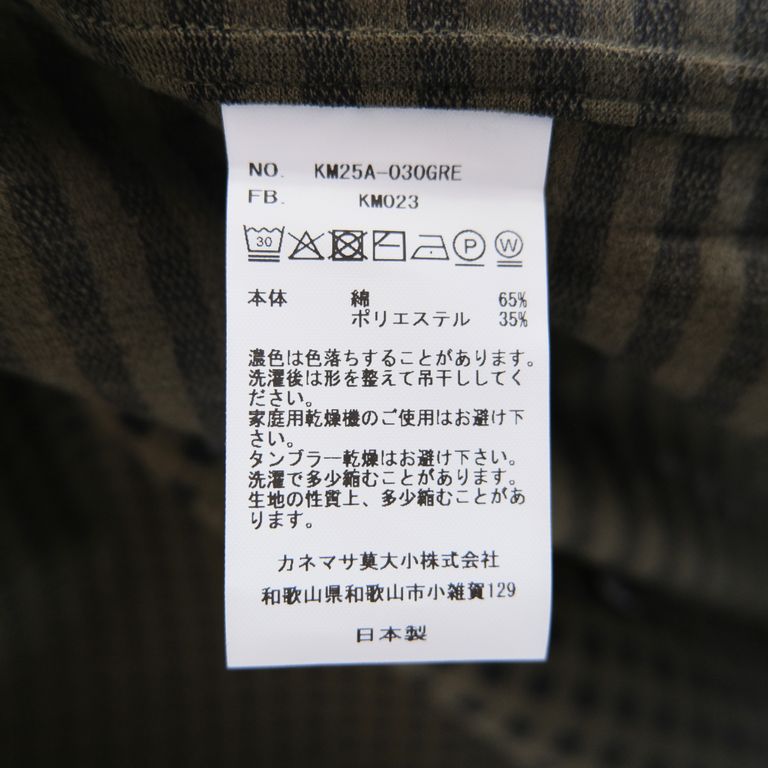 NO. KM25A-030GRE
FB. KM023
30 P W
本体 綿 65%
ポリエステル 35%
濃色は色落ちすることがあります。
洗濯後は形を整えて吊干ししてく
ださい。
家庭用乾燥機のご使用はお避け下
さい。
タンブラー乾燥はお避け下さい。
洗濯で多少縮むことがあります。
生地の性質上、多少縮むことがあ
ります。
カネマサ莫大小株式会社
和歌山県和歌山市小雑賀129
日本製